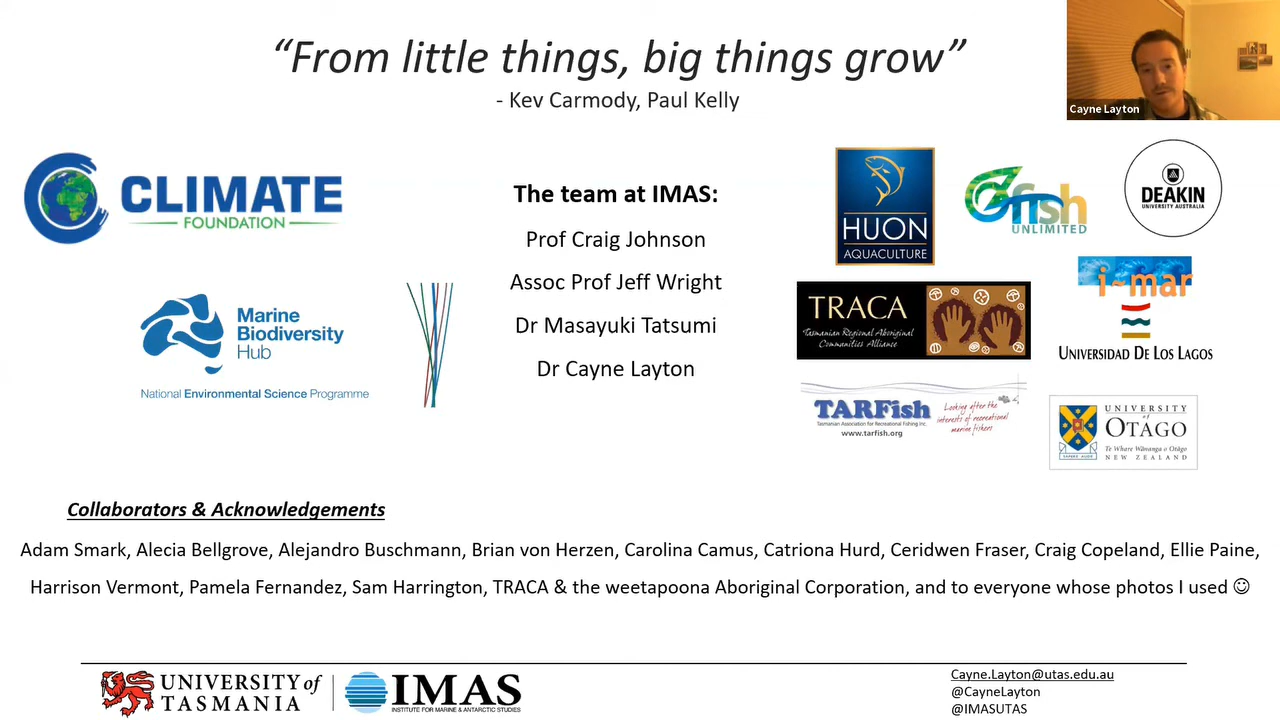 “From little things, big things grow”
- Kev Carmody, Paul Kelly
Cayne Layton
CLIMATE
FOUNDATION
Marine
Biodiversity
Hub
National Environmental Science Programme
The team at IMAS:
Prof Craig Johnson
Assoc Prof Jeff Wright
Dr Masayuki Tatsumi
Dr Cayne Layton
HUON
AQUACULTURE
fish
UNLIMITED
DEAKIN
UNIVERSITY AUSTRALIA
TRACA
Tasmanian Regional Aboriginal
Communities Alliance
i~mar
UNIVERSIDAD DE LOS LAGOS
TARFish
Tasmanian Association for Recreational Fishing Inc.
www.tarfish.org
Looking after the
interests of recreational
marine fishers
UNIVERSITY
of
OTAGO
Te Whare Wānanga o Otāgo
NEW ZEALAND
Collaborators & Acknowledgements
Adam Smark, Alecia Bellgrove, Alejandro Buschmann, Brian von Herzen, Carolina Camus, Catriona Hurd, Ceridwen Fraser, Craig Copeland, Ellie Paine,
Harrison Vermont, Pamela Fernandez, Sam Harrington, TRACA & the weetapoona Aboriginal Corporation, and to everyone whose photos I used ☺
UNIVERSITY of
TASMANIA
IMAS
INSTITUTE FOR MARINE & ANTARCTIC STUDIES
Cayne.Layton@utas.edu.au
@CayneLayton
@IMASUTAS